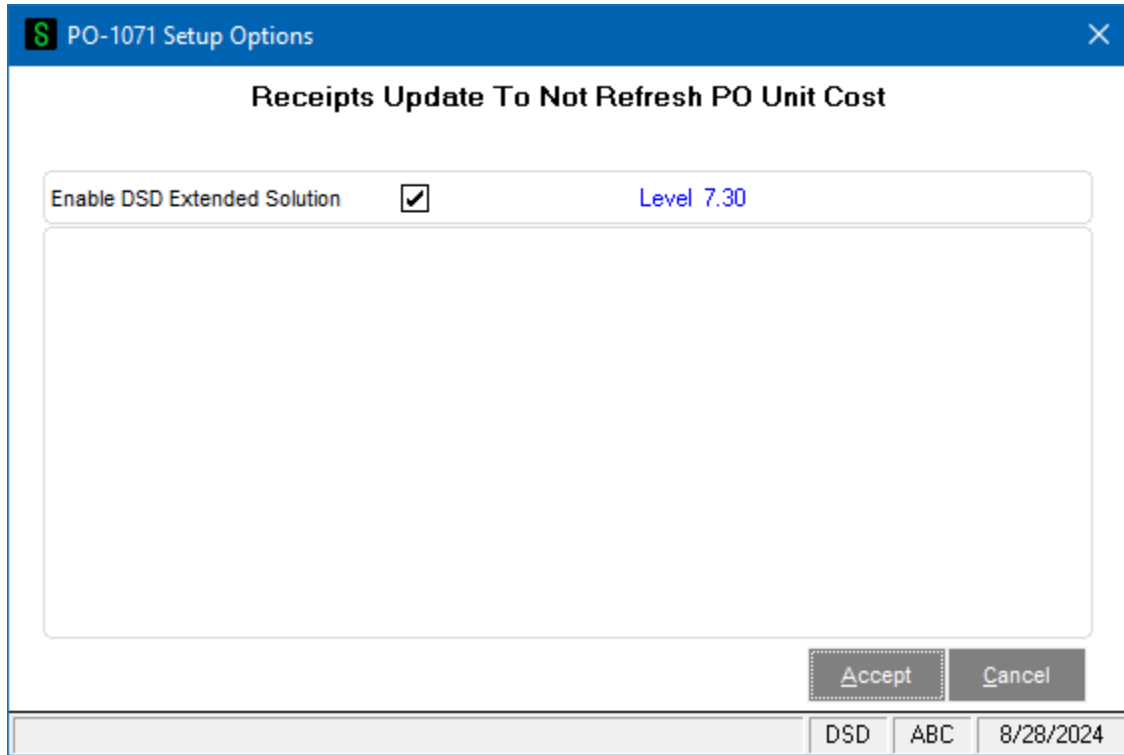 S PO-1071 Setup Options
Receipts Update To Not Refresh PO Unit Cost
Enable DSD Extended Solution Level 7.30
Accept Cancel
DSD ABC 8/28/2024